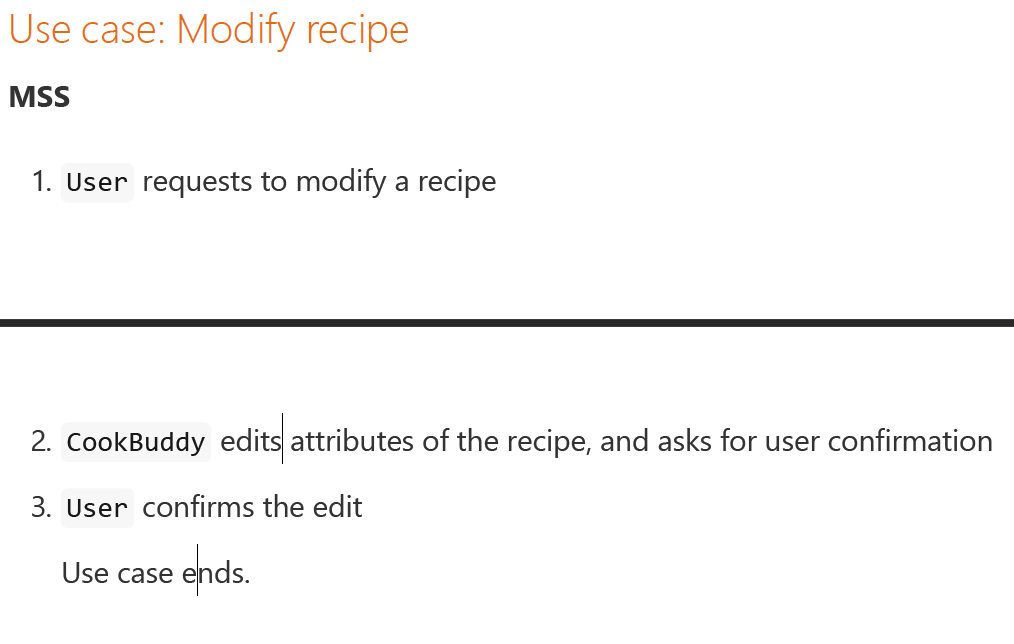 Use case: Modify recipe
MSS
1. User requests to modify a recipe
2. CookBuddy edits attributes of the recipe, and asks for user confirmation
3. User confirms the edit
Use case ends.